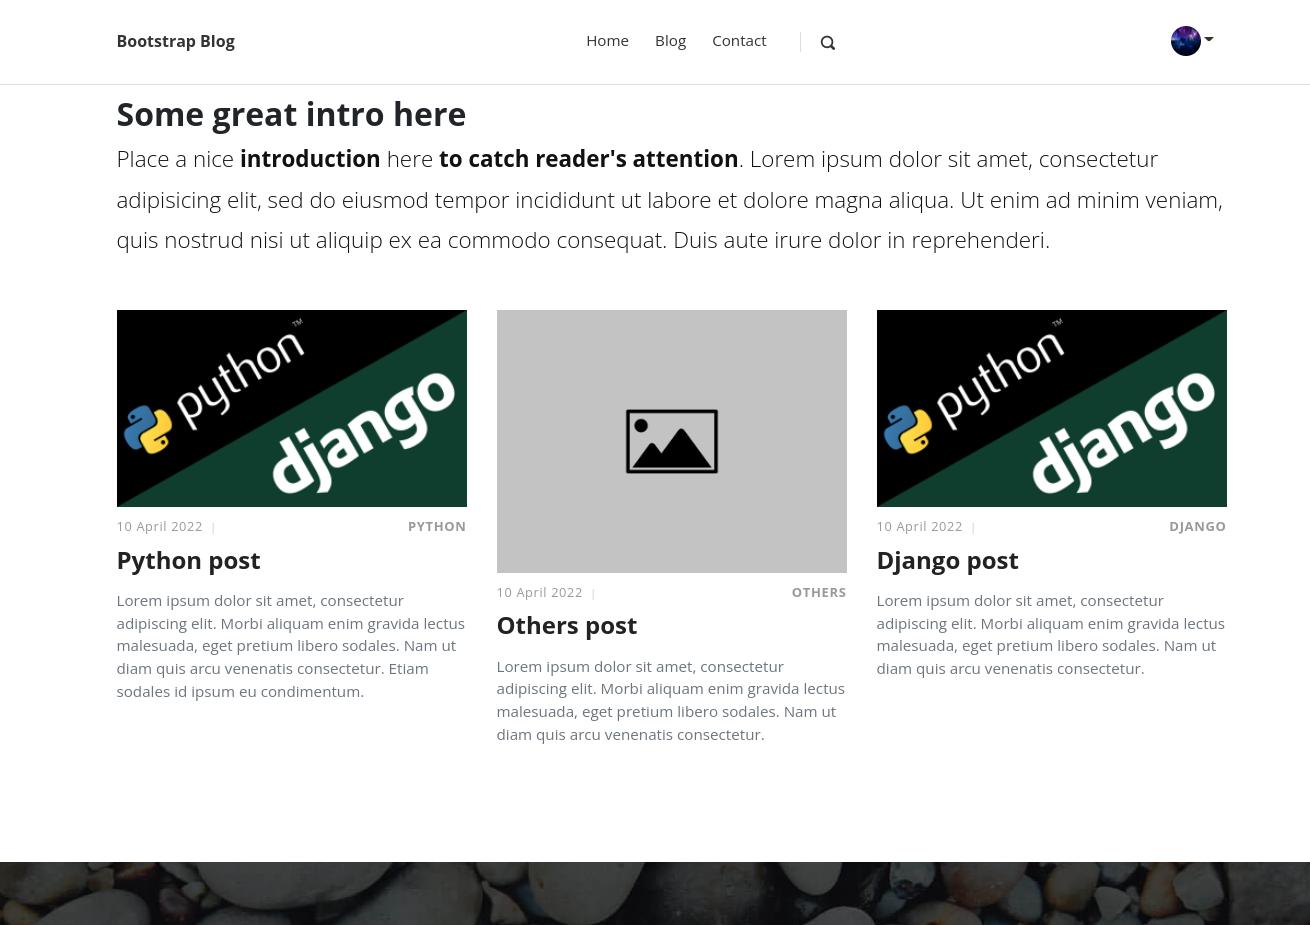 Bootstrap Blog
Home Blog Contact
Some great intro here
Place a nice introduction here to catch reader's attention. Lorem ipsum dolor sit amet, consectetur
adipisicing elit, sed do eiusmod tempor incididunt ut labore et dolore magna aliqua. Ut enim ad minim veniam,
quis nostrud nisi ut aliquip ex ea commodo consequat. Duis aute irure dolor in reprehenderi.
python™
django
10 April 2022 |
PYTHON
Python post
Lorem ipsum dolor sit amet, consectetur
adipiscing elit. Morbi aliquam enim gravida lectus
malesuada, eget pretium libero sodales. Nam ut
diam quis arcu venenatis consectetur. Etiam
sodales id ipsum eu condimentum.
10 April 2022 |
OTHERS
Others post
Lorem ipsum dolor sit amet, consectetur
adipiscing elit. Morbi aliquam enim gravida lectus
malesuada, eget pretium libero sodales. Nam ut
diam quis arcu venenatis consectetur.
python™
django
10 April 2022 |
DJANGO
Django post
Lorem ipsum dolor sit amet, consectetur
adipiscing elit. Morbi aliquam enim gravida lectus
malesuada, eget pretium libero sodales. Nam ut
diam quis arcu venenatis consectetur.